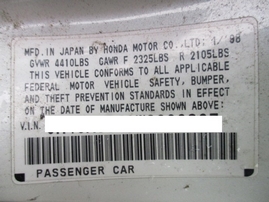 MFD. IN JAPAN BY HONDA MOTOR CO., LTD: 1/98
GVWR 4410LBS GAWR F 2325LBS R 2105LBS
THIS VEHICLE CONFORMS TO ALL APPLICABLE
FEDERAL MOTOR VEHICLE SAFETY, BUMPER,
AND THEFT PREVENTION STANDARDS IN EFFECT
ON THE DATE OF MANUFACTURE SHOWN ABOVE.
V.I.N.
PASSENGER CAR